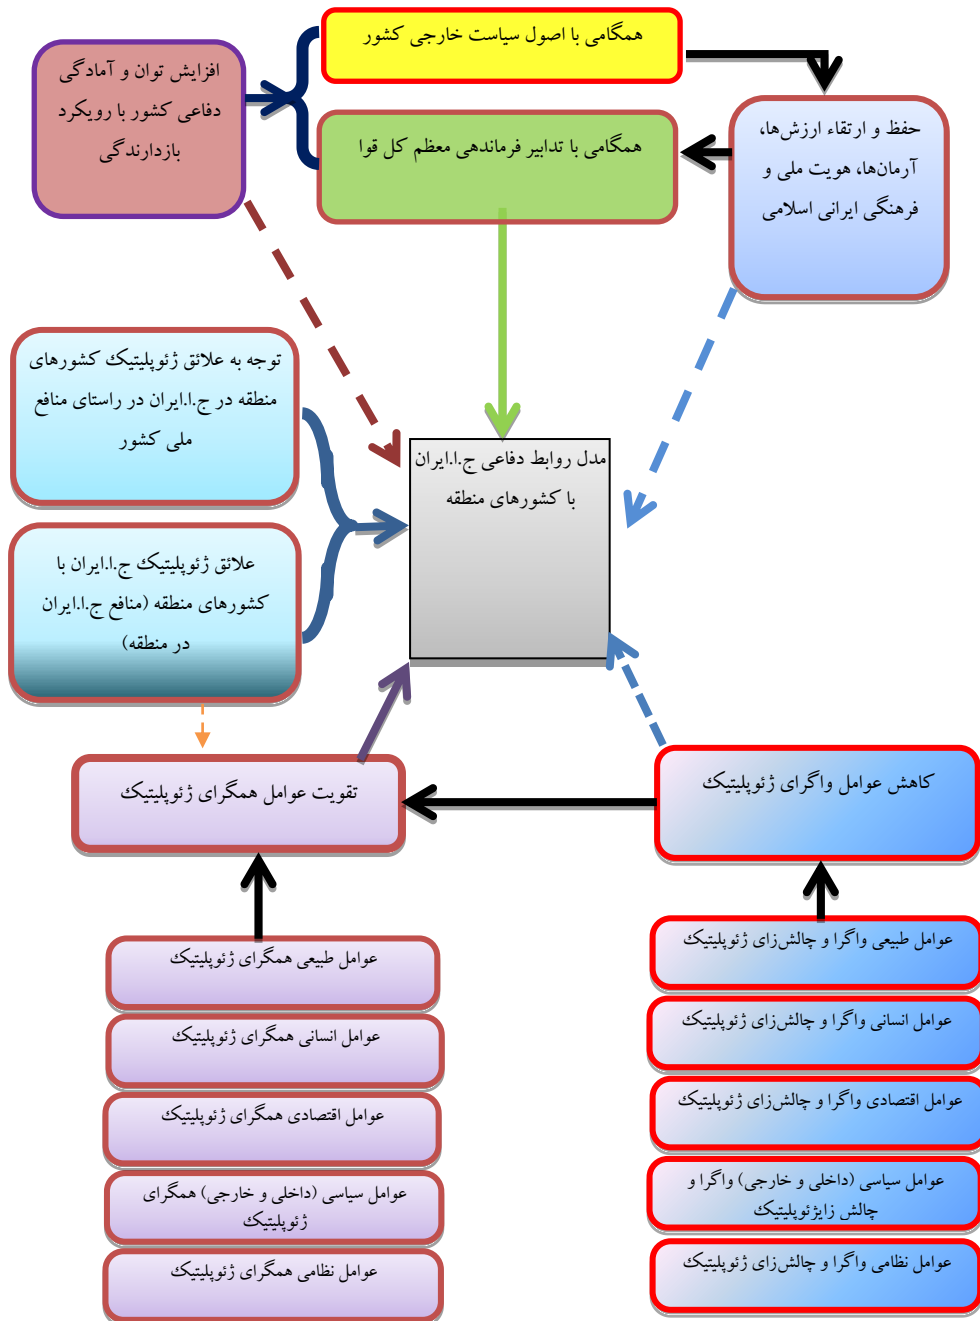 همگامی با اصول سیاست خارجی کشور
افزایش توان و آمادگی
دفاعی کشور با رویکرد
بازدارندگی
همگامی با تدابیر فرماندهی معظم کل قوا
حفظ و ارتقاء ارزش‌ها،
آرمان‌ها، هویت ملی و
فرهنگی ایرانی اسلامی
توجه به علائق ژئوپلیتیک کشورهای
منطقه در ج.ا.ایران در راستای منافع
ملی کشور
مدل روابط دفاعی ج.ا.ایران
با کشورهای منطقه
علائق ژئوپلیتیک ج.ا.ایران با
کشورهای منطقه (منافع ج.ا.ایران
در منطقه)
کاهش عوامل واگرای ژئوپلیتیک
تقویت عوامل همگرای ژئوپلیتیک
عوامل طبیعی واگرا و چالش‌زای ژئوپلیتیک
عوامل انسانی واگرا و چالش‌زای ژئوپلیتیک
عوامل اقتصادی واگرا و چالش‌زای ژئوپلیتیک
عوامل سیاسی (داخلی و خارجی) واگرا و
چالش زایژئوپلیتیک
عوامل نظامی واگرا و چالش‌زای ژئوپلیتیک
عوامل طبیعی همگرای ژئوپلیتیک
عوامل انسانی همگرای ژئوپلیتیک
عوامل اقتصادی همگرای ژئوپلیتیک
عوامل سیاسی (داخلی و خارجی) همگرای
ژئوپلیتیک
عوامل نظامی همگرای ژئوپلیتیک